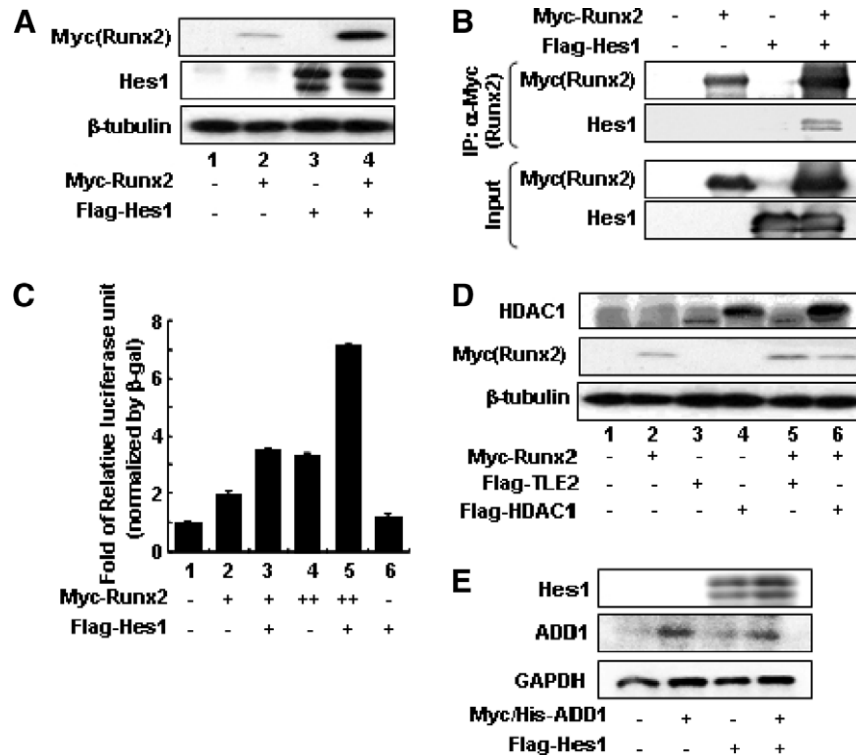 A
Myc(Runx2)
Hes1
β-tubulin
1 2 3 4
Myc-Runx2 - + - +
Flag-Hes1 - - + +
B
Myc-Runx2 - + - +
Flag-Hes1 - - + +
IP: α-Myc
(Runx2)
Myc(Runx2)
Hes1
Input
Myc(Runx2)
Hes1
C
Fold of Relative luciferase unit
(normalized by β-gal)
8
6
4
2
0
1 2 3 4 5 6
Myc-Runx2 - + + ++ ++ -
Flag-Hes1 - - + - + +
D
HDAC1
Myc(Runx2)
β-tubulin
1 2 3 4 5 6
Myc-Runx2 - + - - + +
Flag-TLE2 - - + - + -
Flag-HDAC1 - - - + - +
E
Hes1
ADD1
GAPDH
Myc/His-ADD1 - + - +
Flag-Hes1 - - + +